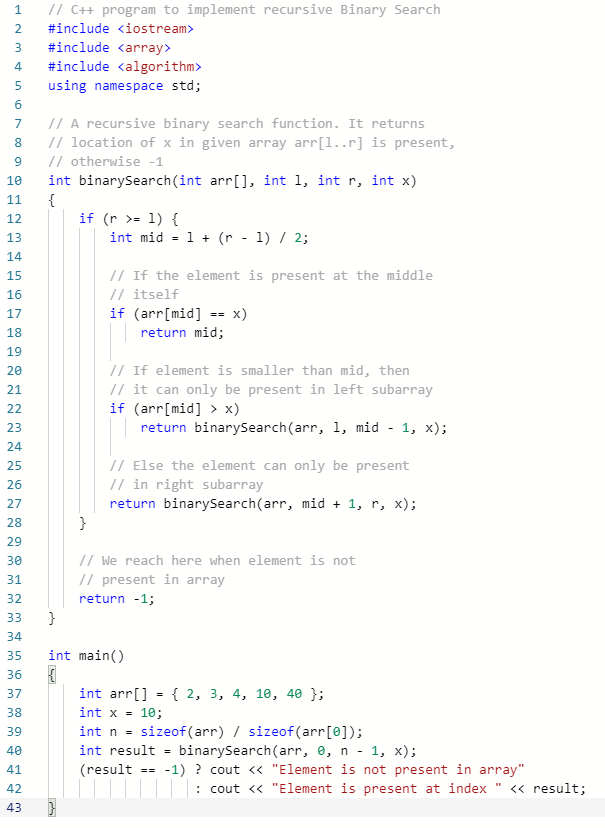 1 // C++ program to implement recursive Binary Search
2 #include <iostream>
3 #include <array>
4 #include <algorithm>
5 using namespace std;
6
7 // A recursive binary search function. It returns
8 // location of x in given array arr[l..r] is present,
9 // otherwise -1
10 int binarySearch(int arr[], int l, int r, int x)
11 {
12     if (r >= l) {
13         int mid = l + (r - l) / 2;
14
15         // If the element is present at the middle
16         // itself
17         if (arr[mid] == x)
18             return mid;
19
20         // If element is smaller than mid, then
21         // it can only be present in left subarray
22         if (arr[mid] > x)
23             return binarySearch(arr, l, mid - 1, x);
24
25         // Else the element can only be present
26         // in right subarray
27         return binarySearch(arr, mid + 1, r, x);
28     }
29
30     // We reach here when element is not
31     // present in array
32     return -1;
33 }
34
35 int main()
36 {
37     int arr[] = { 2, 3, 4, 10, 40 };
38     int x = 10;
39     int n = sizeof(arr) / sizeof(arr[0]);
40     int result = binarySearch(arr, 0, n - 1, x);
41     (result == -1) ? cout << "Element is not present in array"
42                    : cout << "Element is present at index " << result;
43 }